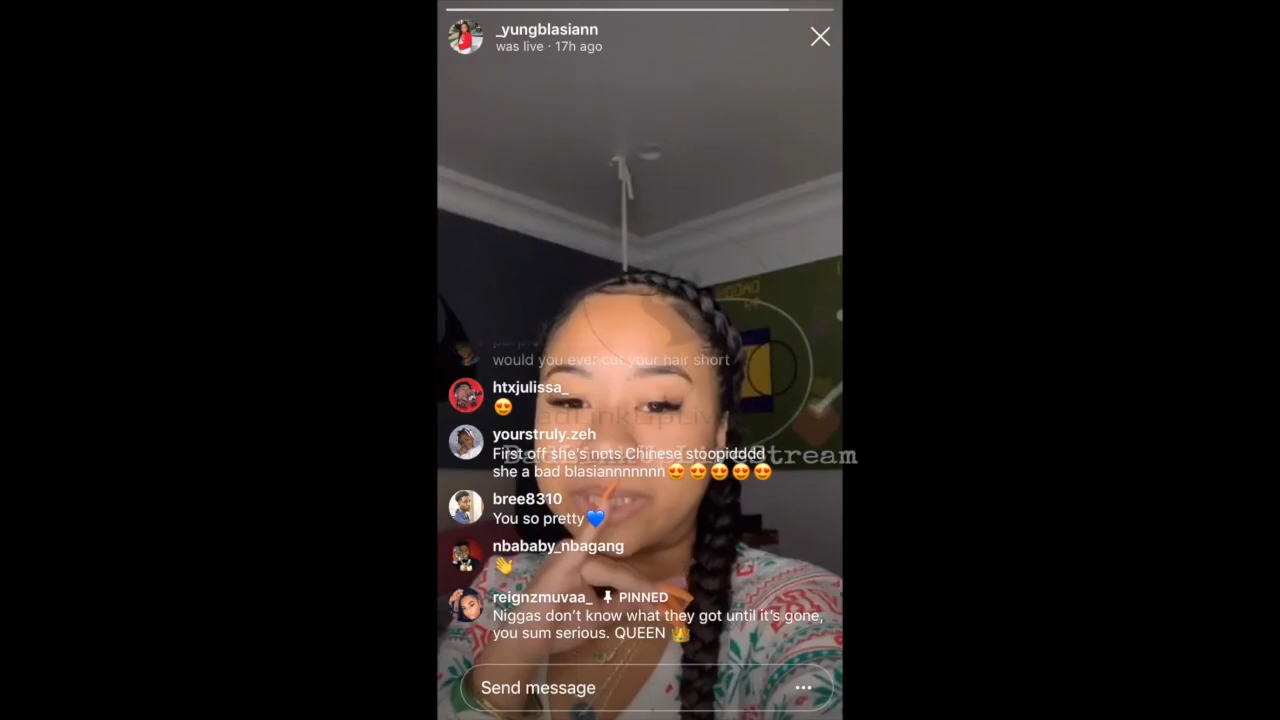 _yungblasiann
was live · 17h ago
would you ever cut your hair short
htxjulissa_
😍
yourstruly.zeh
First off she's nots Chinese stoopidddd
she a bad blasiannnnnnn😍😍😍😍😍
DadLinkUpLiveStream
bree8310
You so pretty💙
nbababy_nbagang
👋
reignzmuvaa_ 📌 PINNED
Niggas don't know what they got until it's gone,
you sum serious. QUEEN 👑
Send message